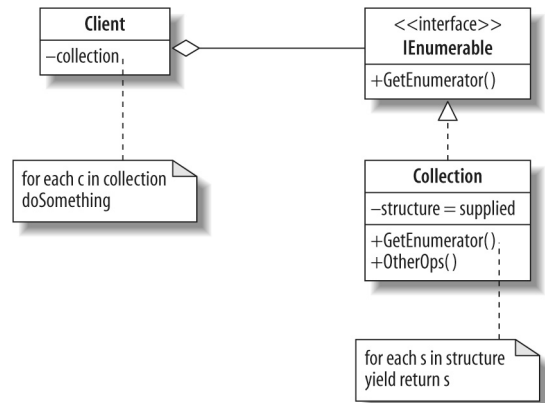 Client
–collection
<<interface>>
IEnumerable
+GetEnumerator()
for each c in collection
doSomething
Collection
–structure = supplied
+GetEnumerator()
+OtherOps()
for each s in structure
yield return s